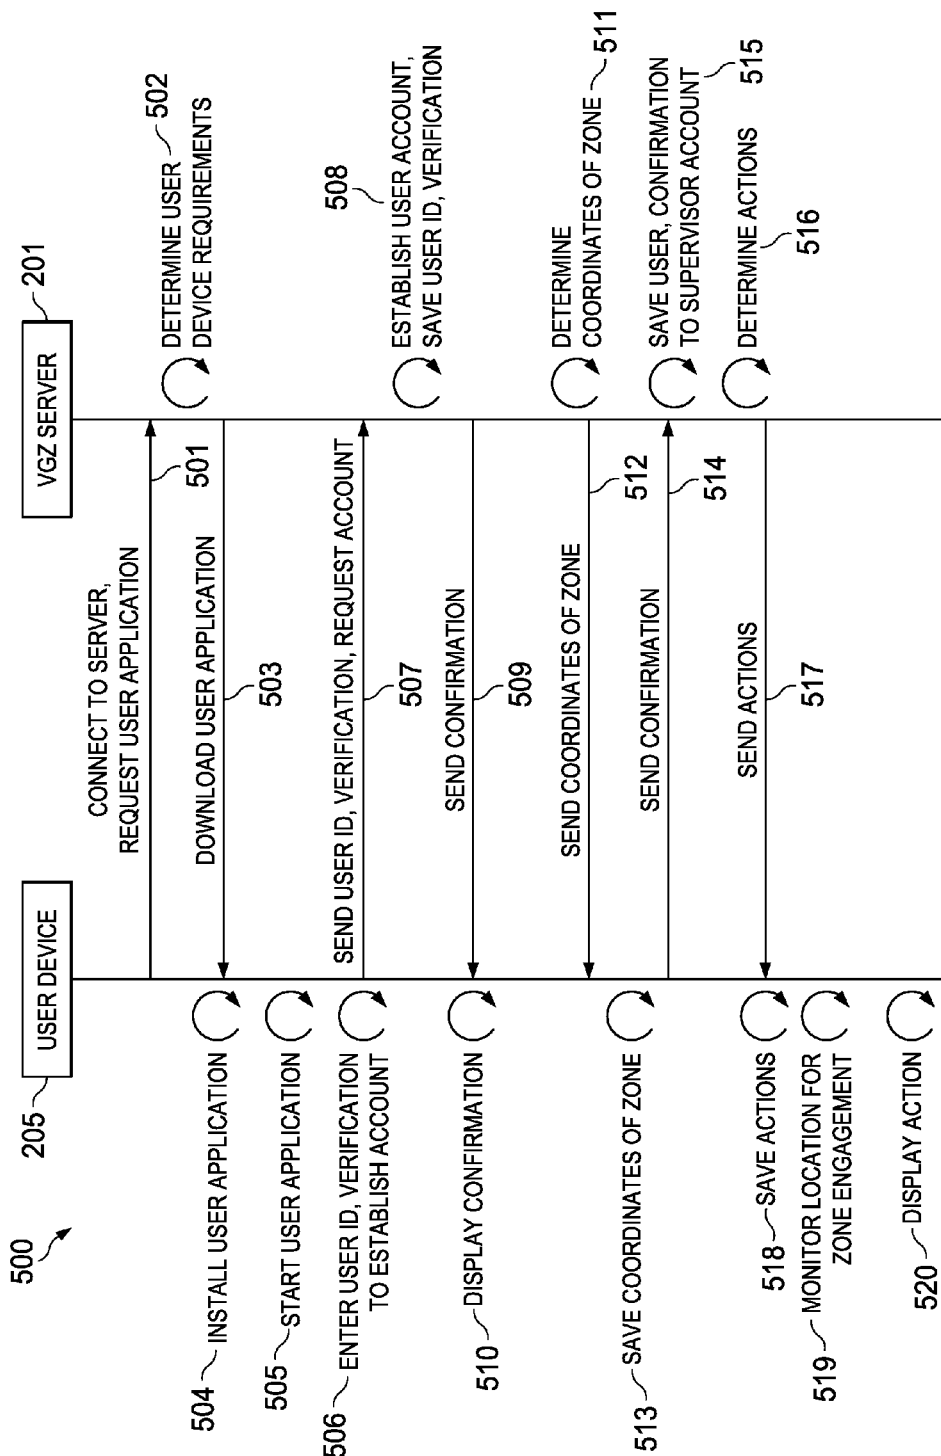 500
205
USER DEVICE
VGZ SERVER
201
CONNECT TO SERVER,
REQUEST USER APPLICATION
501
DETERMINE USER
DEVICE REQUIREMENTS
502
DOWNLOAD USER APPLICATION
503
504
INSTALL USER APPLICATION
505
START USER APPLICATION
506
ENTER USER ID, VERIFICATION
TO ESTABLISH ACCOUNT
SEND USER ID, VERIFICATION, REQUEST ACCOUNT
507
508
ESTABLISH USER ACCOUNT,
SAVE USER ID, VERIFICATION
SEND CONFIRMATION
509
DISPLAY CONFIRMATION
510
DETERMINE
COORDINATES OF ZONE
511
SEND COORDINATES OF ZONE
512
SAVE COORDINATES OF ZONE
513
SEND CONFIRMATION
514
SAVE USER, CONFIRMATION
TO SUPERVISOR ACCOUNT
515
DETERMINE ACTIONS
516
SEND ACTIONS
517
518
SAVE ACTIONS
MONITOR LOCATION FOR
ZONE ENGAGEMENT
519
DISPLAY ACTION
520